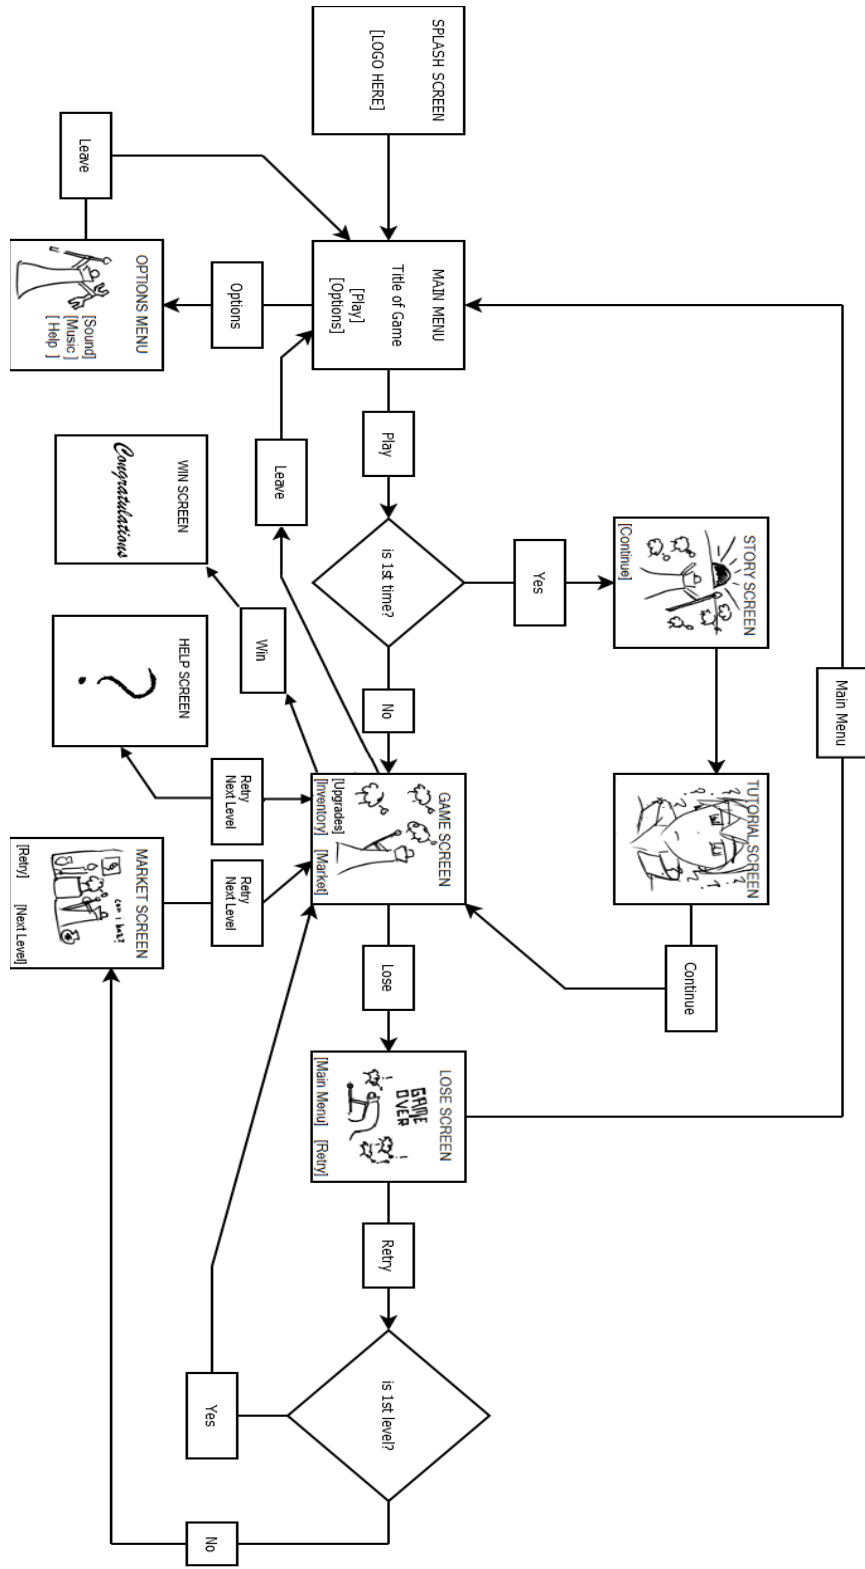 SPLASH SCREEN
[LOGO HERE]
Leave
OPTIONS MENU
[Sound]
[Music ]
[ Help ]
Options
MAIN MENU
Title of Game
[Play]
[Options]
Play
Leave
WIN SCREEN
Congratulations
Win
is 1st time?
Yes
No
STORY SCREEN
[Continue]
Main Menu
TUTORIAL SCREEN
Continue
HELP SCREEN
?
Retry
Next Level
GAME SCREEN
[Upgrades]
[Inventory]
[Market]
Retry
Next Level
MARKET SCREEN
[Retry]
[Next Level]
Lose
LOSE SCREEN
GAME
OVER
[Main Menu]
[Retry]
Retry
is 1st level?
Yes
No